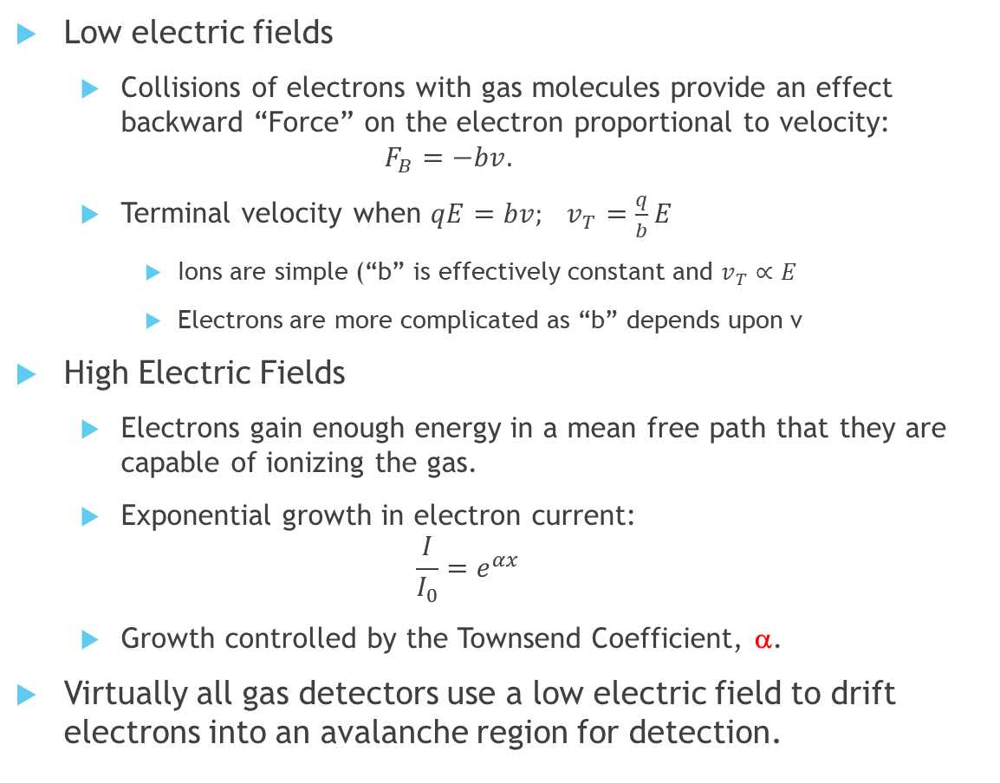 Low electric fields
Collisions of electrons with gas molecules provide an effect
backward “Force” on the electron proportional to velocity:
F_B = −bv.
Terminal velocity when qE = bv;  v_T = q/b E
Ions are simple (“b” is effectively constant and v_T ∝ E
Electrons are more complicated as “b” depends upon v
High Electric Fields
Electrons gain enough energy in a mean free path that they are
capable of ionizing the gas.
Exponential growth in electron current:
I/I_0 = e^{αx}
Growth controlled by the Townsend Coefficient, α.
Virtually all gas detectors use a low electric field to drift
electrons into an avalanche region for detection.